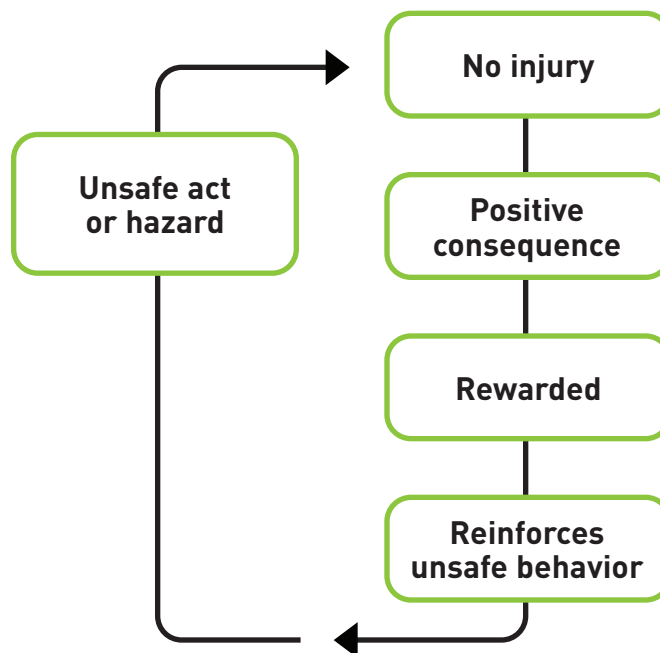 No injury
Unsafe act
or hazard
Positive
consequence
Rewarded
Reinforces
unsafe behavior